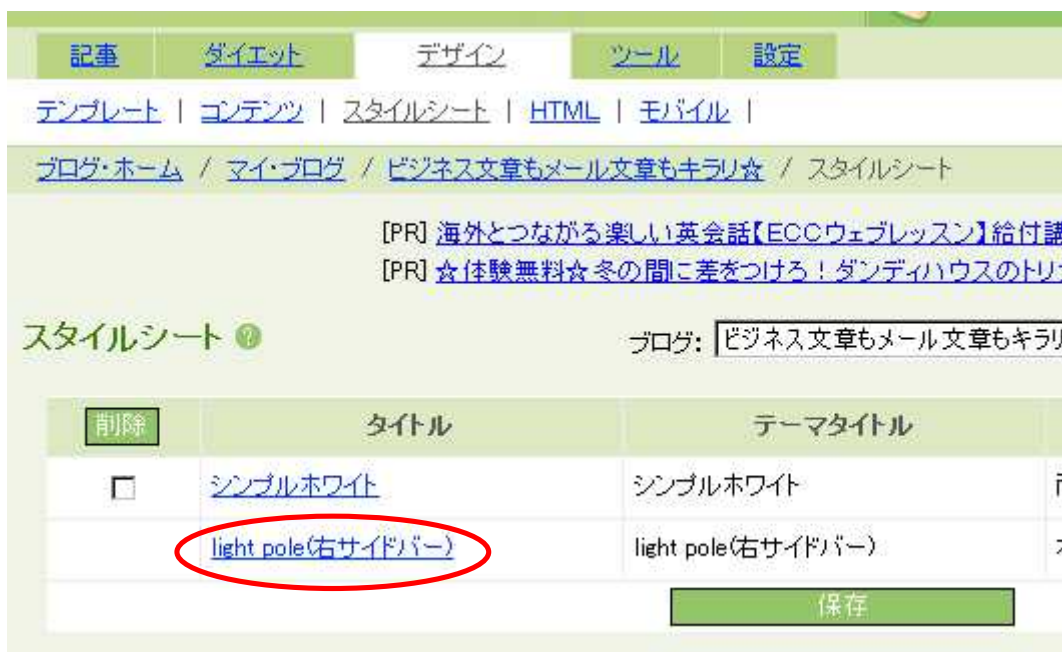 記事 ダイエット デザイン ツール 設定
テンプレート | コンテンツ | スタイルシート | HTML | モバイル |
ブログ・ホーム / マイ・ブログ / ビジネス文章もメール文章もキラリ☆ / スタイルシート
[PR] 海外とつながる楽しい英会話【ECCウェブレッスン】給付講
[PR] ☆体験無料☆冬の間に差をつけろ！ダンディハウスのトリ
スタイルシート ブログ: ビジネス文章もメール文章もキラリ
削除 タイトル テーマタイトル
シンプルホワイト シンプルホワイト
light pole(右サイドバー) light pole(右サイドバー)
保存